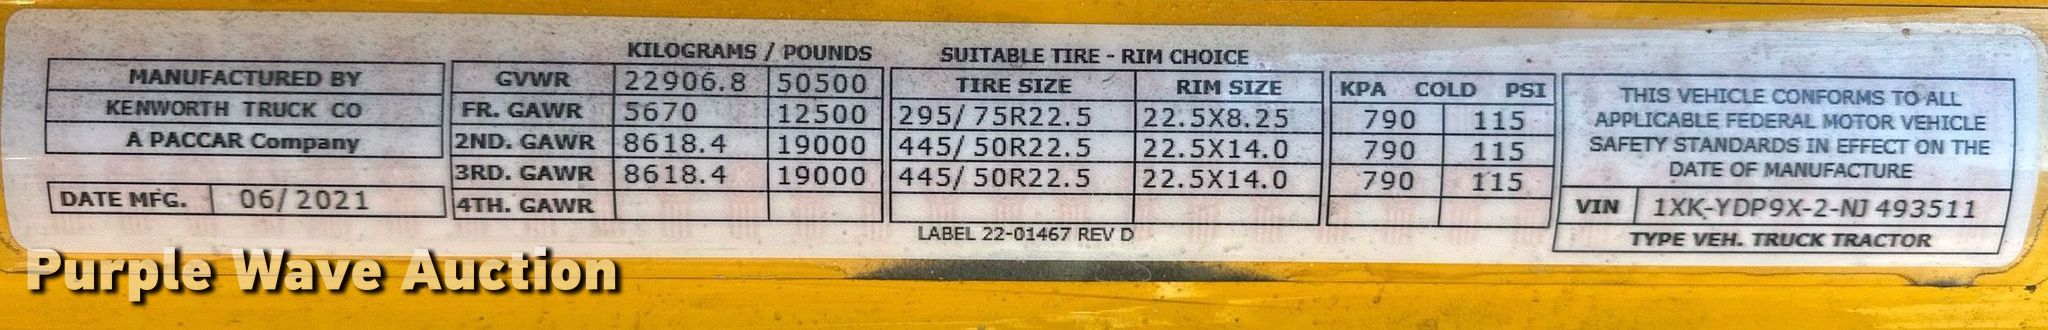 KILOGRAMS / POUNDS SUITABLE TIRE - RIM CHOICE
MANUFACTURED BY
KENWORTH TRUCK CO
A PACCAR Company
DATE MFG. 06/2021
GVWR 22906.8 50500 TIRE SIZE RIM SIZE KPA COLD PSI
FR. GAWR 5670 12500 295/75R22.5 22.5X8.25 790 115
2ND. GAWR 8618.4 19000 445/50R22.5 22.5X14.0 790 115
3RD. GAWR 8618.4 19000 445/50R22.5 22.5X14.0 790 115
4TH. GAWR
THIS VEHICLE CONFORMS TO ALL
APPLICABLE FEDERAL MOTOR VEHICLE
SAFETY STANDARDS IN EFFECT ON THE
DATE OF MANUFACTURE
VIN 1XK-YDP9X-2-NJ 493511
TYPE VEH. TRUCK TRACTOR
LABEL 22-01467 REV D
Purple Wave Auction